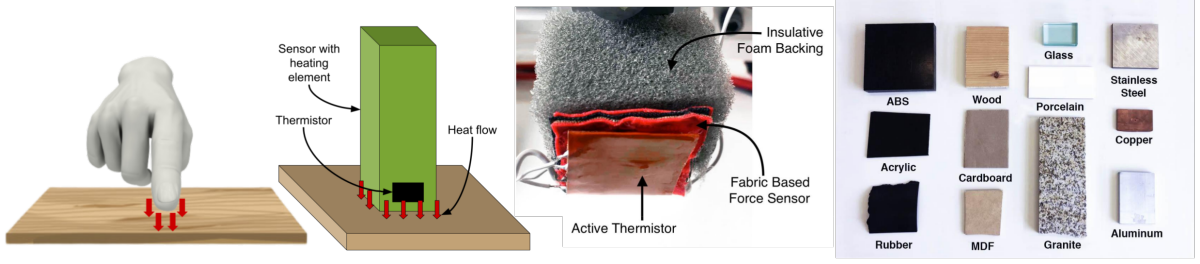 Sensor with
heating
element
Thermistor
Heat flow
Insulative
Foam Backing
Fabric Based
Force Sensor
Active Thermistor
ABS
Wood
Glass
Porcelain
Stainless
Steel
Acrylic
Cardboard
Copper
Rubber
MDF
Granite
Aluminum